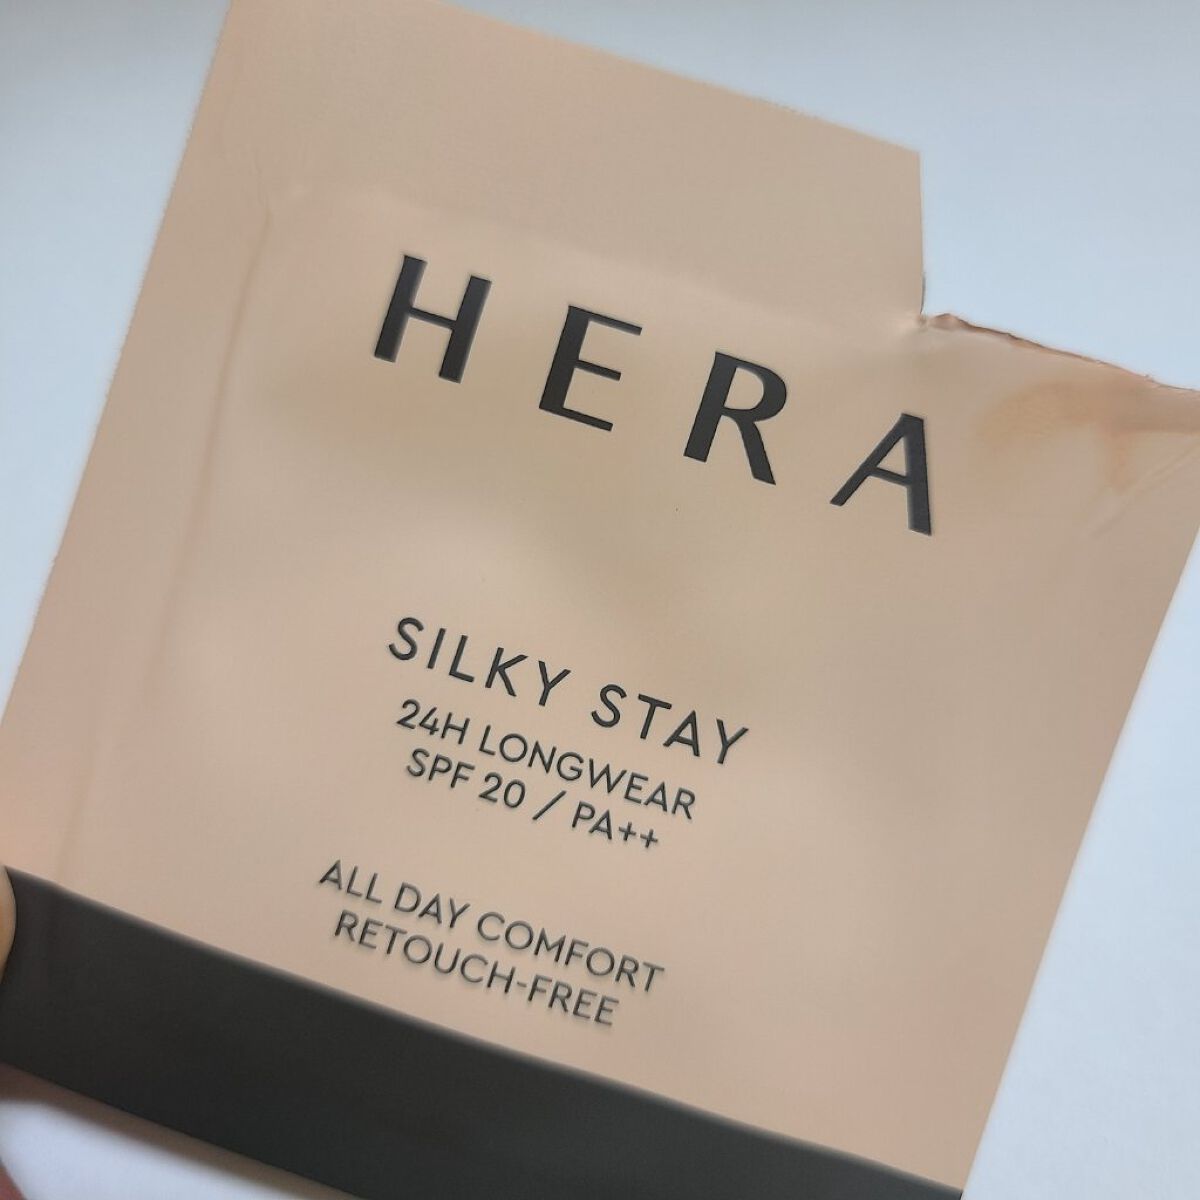 HERA
SILKY STAY
24H LONGWEAR
SPF 20 / PA++
ALL DAY COMFORT
RETOUCH-FREE